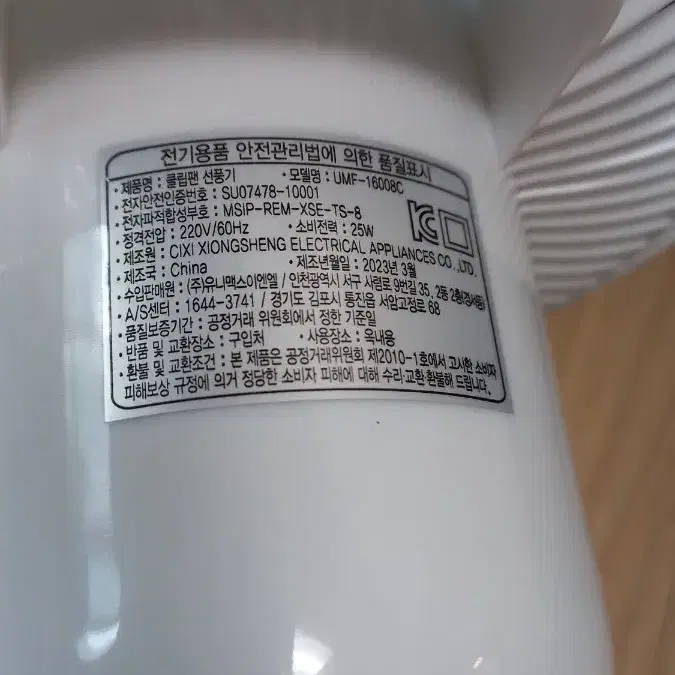 전기용품 안전관리법에 의한 품질표시
• 제품명 : 클립팬 선풍기 • 모델명 : UMF-16008C
• 전자안전인증번호 : SU07478-10001
• 전자파적합성부호 : MSIP-REM-XSE-TS-8
• 정격전압 : 220V/60Hz • 소비전력 : 25W
• 제조원 : CIXI XIONGSHENG ELECTRICAL APPLIANCES CO.,LTD.
• 제조국 : China • 제조년월일 : 2023년 3월
• 수입판매원 : (주)유니맥스이엔엘 / 인천광역시 서구 사렴로 9번길 35, 2동 2층(경서동)
• A/S센터 : 1644-3741 / 경기도 김포시 통진읍 서암고정로 68
• 품질보증기간 : 공정거래 위원회에서 정한 기준일
• 반품 및 교환장소 : 구입처 • 사용장소 : 옥내용
• 환불 및 교환조건 : 본 제품은 공정거래위원회 제2010-1호에서 고시한 소비자
피해보상 규정에 의거 정당한 소비자 피해에 대해 수리·교환·환불해 드립니다.